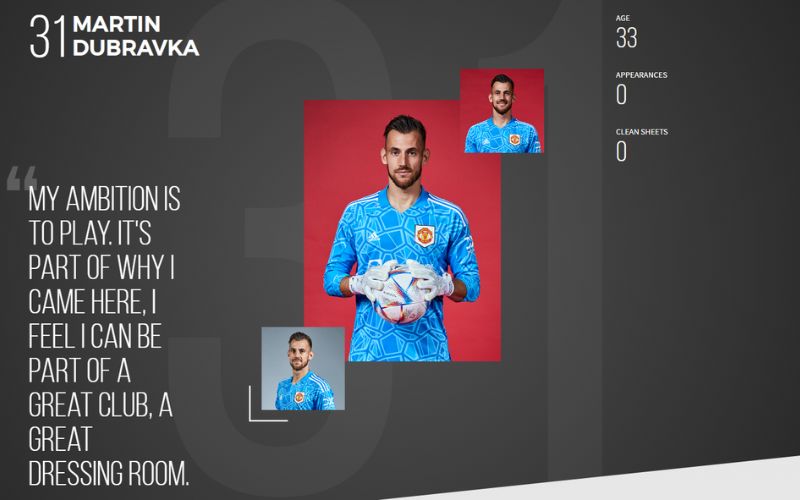 31 MARTIN
DUBRAVKA
AGE
33
APPEARANCES
0
CLEAN SHEETS
0
“
MY AMBITION IS
TO PLAY. IT'S
PART OF WHY I
CAME HERE, I
FEEL I CAN BE
PART OF A
GREAT CLUB, A
GREAT
DRESSING ROOM.
31